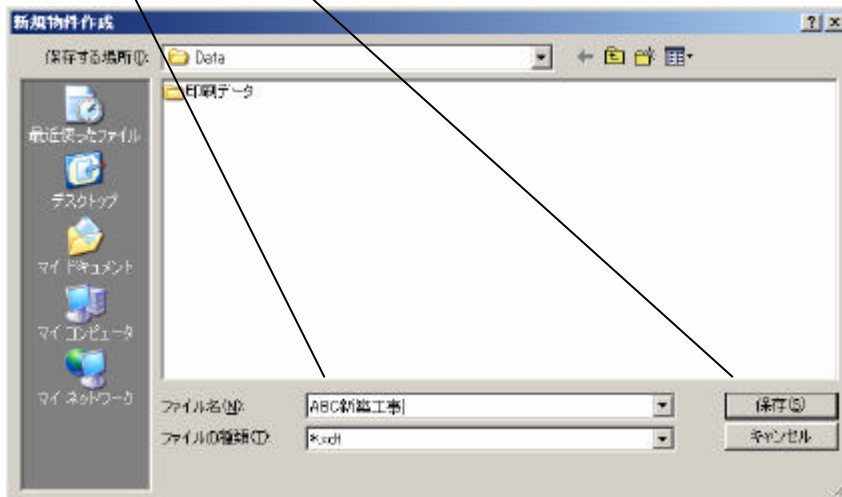 新規物件作成
保存する場所(I):
Data
印刷データ
最近使ったファイル
デスクトップ
マイ ドキュメント
マイ コンピュータ
マイ ネットワーク
ファイル名(N):
ABC新築工事
保存(S)
ファイルの種類(T):
キャンセル